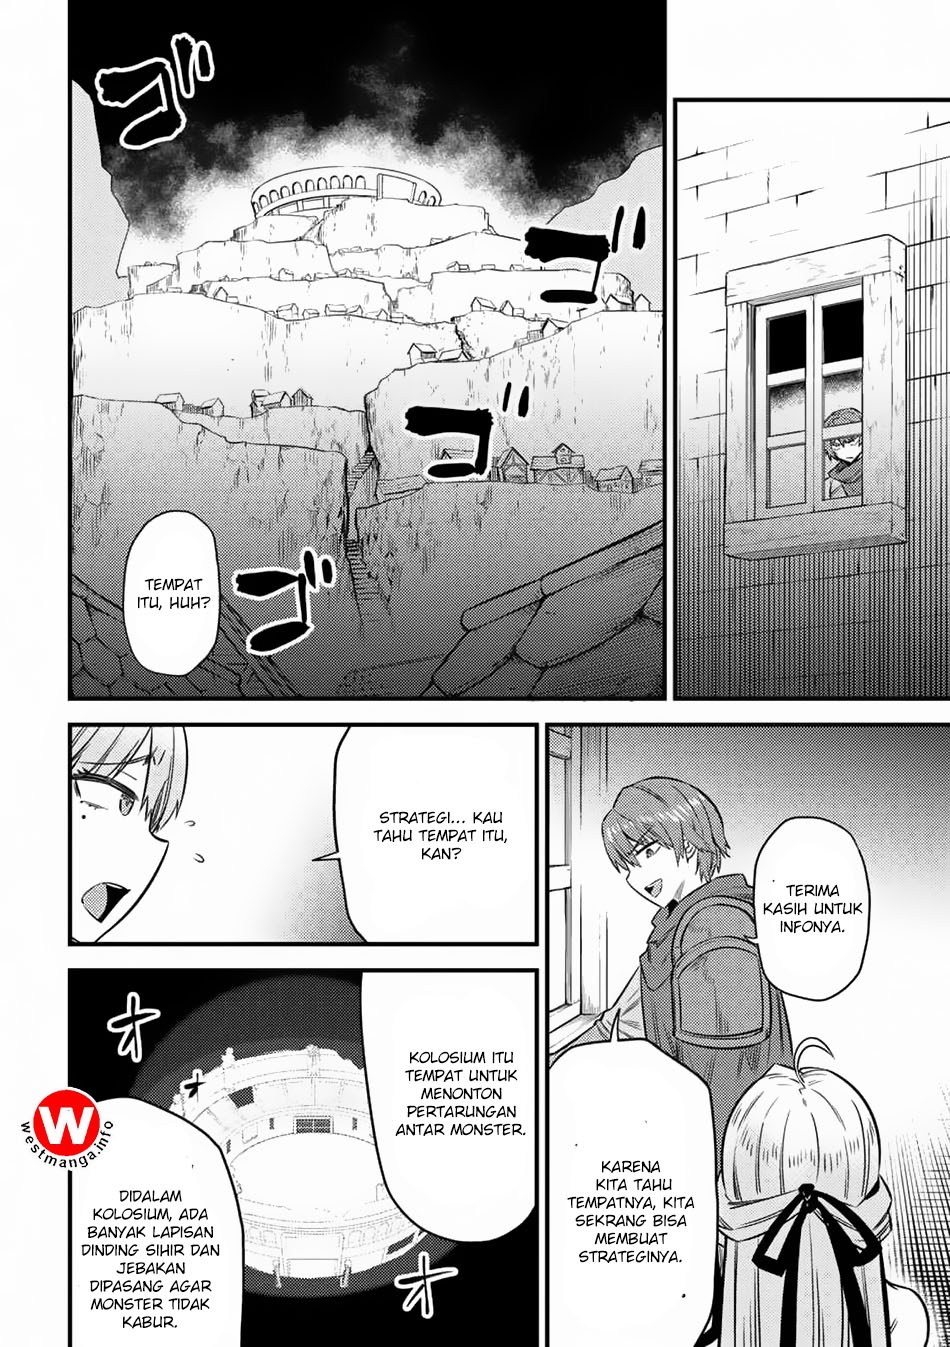 ゴ
ゴ
ゴ
ゴ
TEMPAT
ITU, HUH?
TERIMA
KASIH UNTUK
INFONYA.
KARENA
KITA TAHU
TEMPATNYA, KITA
SEKRANG BISA
MEMBUAT
STRATEGINYA.
STRATEGI... KAU
TAHU TEMPAT ITU,
KAN?
KOLOSIUM ITU
TEMPAT UNTUK
MENONTON
PERTARUNGAN
ANTAR MONSTER.
オ
オ
オ
DIDALAM
KOLOSIUM, ADA
BANYAK LAPISAN
DINDING SIHIR DAN
JEBAKAN
DIPASANG AGAR
MONSTER TIDAK
KABUR.
W
westmanga.info